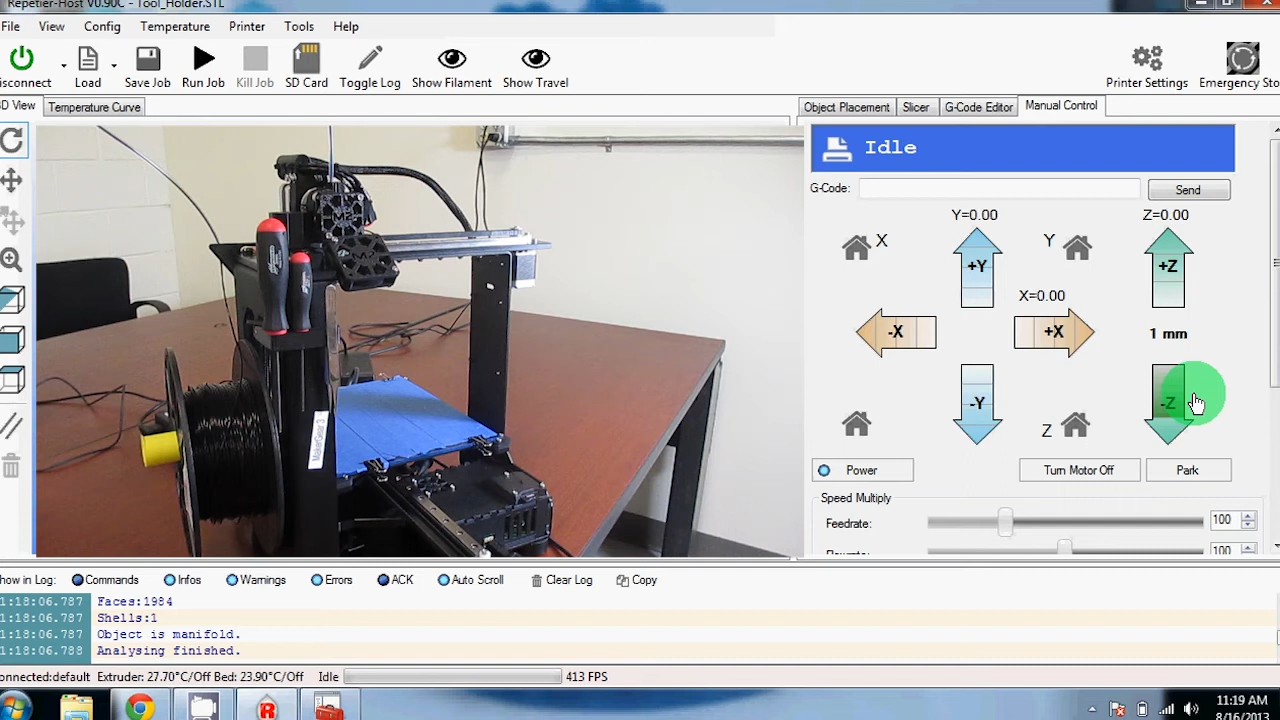 Repetier-Host V0.90C - Tool_Holder.STL
File View Config Temperature Printer Tools Help
isconnect Load Save Job Run Job Kill Job SD Card Toggle Log Show Filament Show Travel Printer Settings Emergency Sto
3D View Temperature Curve Object Placement Slicer G-Code Editor Manual Control
Idle
G-Code: Send
Y=0.00 Z=0.00
X Y
+Y +Z
X=0.00
-X +X 1 mm
-Y -Z
Z
Power Turn Motor Off Park
Speed Multiply
Feedrate: 100
100
MakerGear 3
how in Log: Commands Infos Warnings Errors ACK Auto Scroll Clear Log Copy
1:18:06.787 Faces:1984
1:18:06.787 Shells:1
1:18:06.787 Object is manifold.
1:18:06.788 Analysing finished.
onnected:default Extruder: 27.70°C/Off Bed: 23.90°C/Off Idle 413 FPS
11:19 AM
8/16/2013